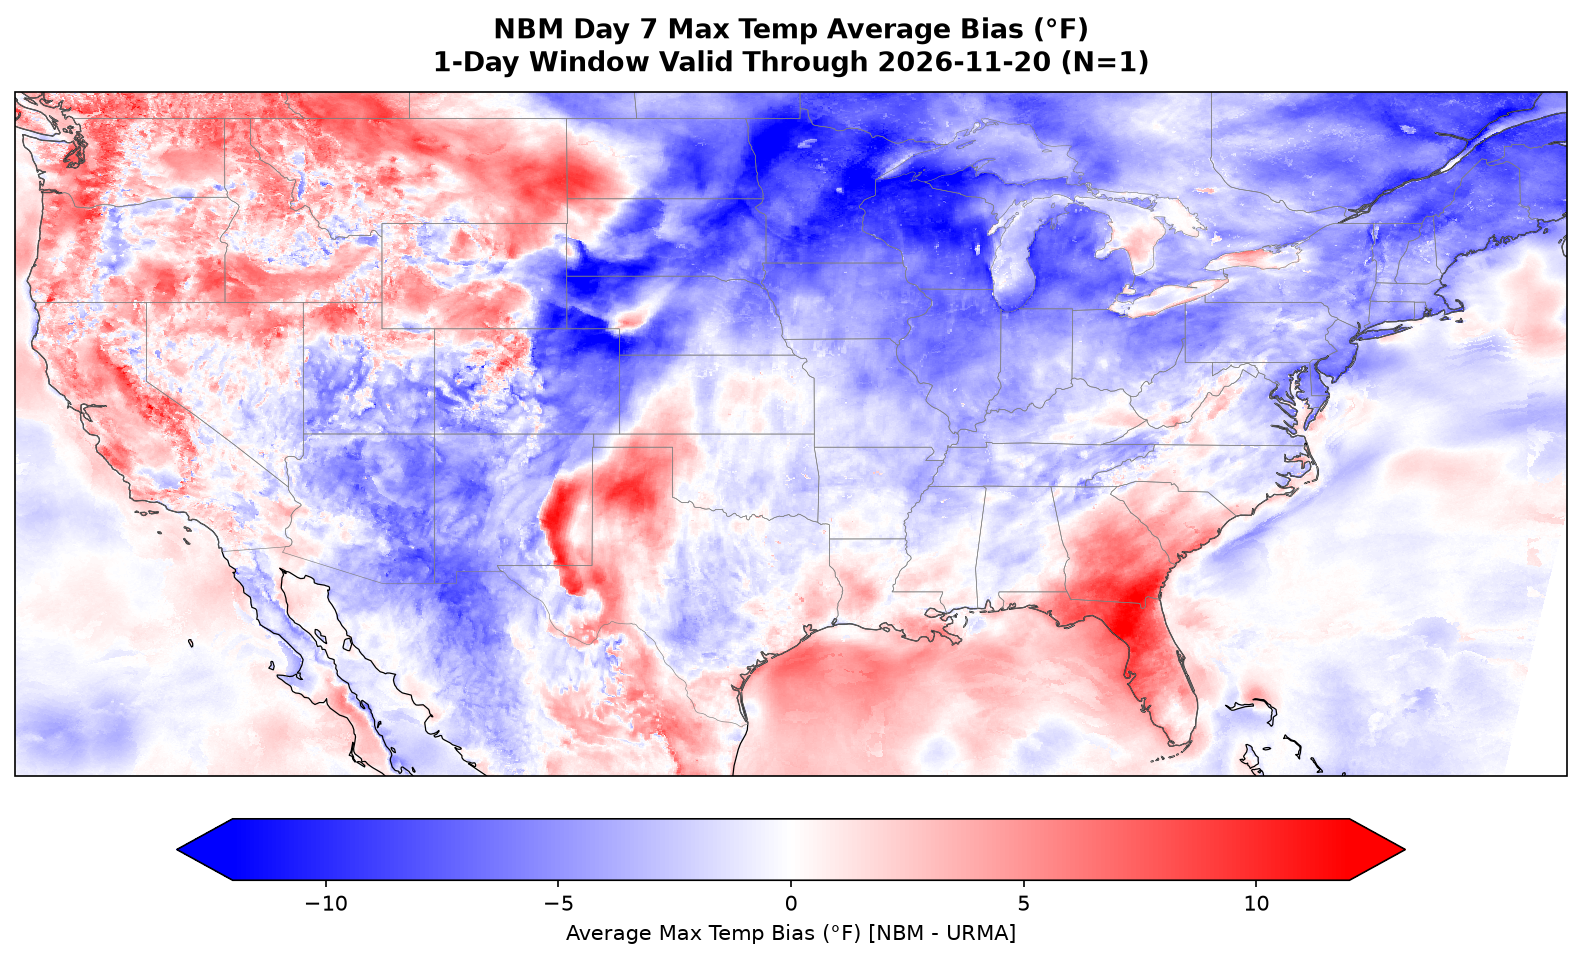 NBM Day 7 Max Temp Average Bias (°F)
1-Day Window Valid Through 2026-11-20 (N=1)
−10 −5 0 5 10
Average Max Temp Bias (°F) [NBM - URMA]